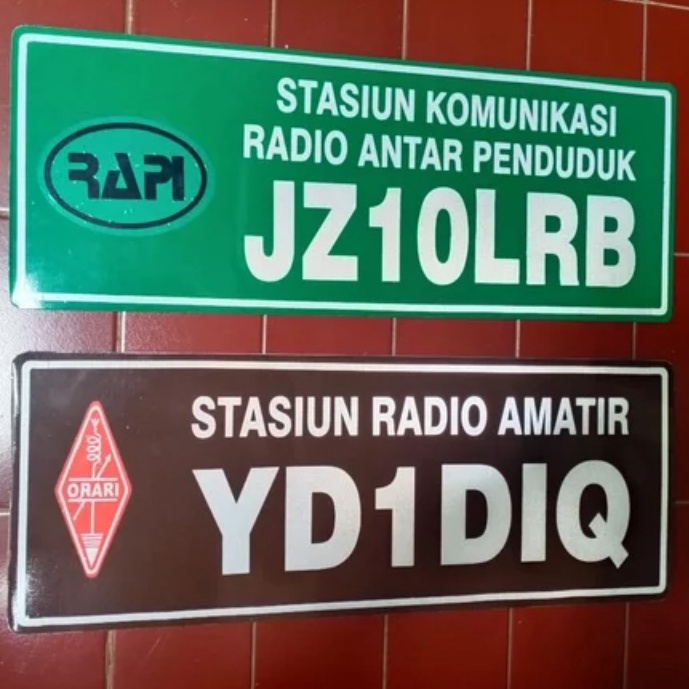 RAPI
STASIUN KOMUNIKASI
RADIO ANTAR PENDUDUK
JZ10LRB
ORARI
STASIUN RADIO AMATIR
YD1DIQ